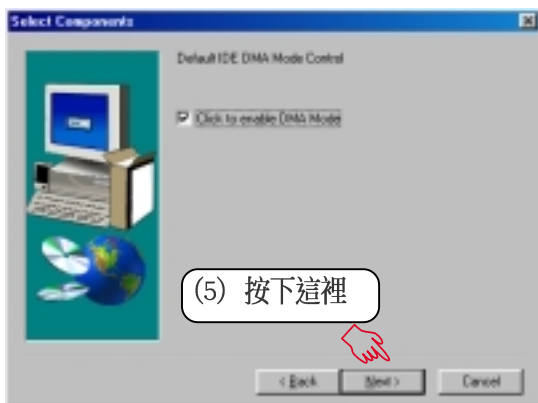 Select Components
Default IDE DMA Mode Control
Click to enable DMA Mode
(5) 按下這裡
< Back
Next >
Cancel